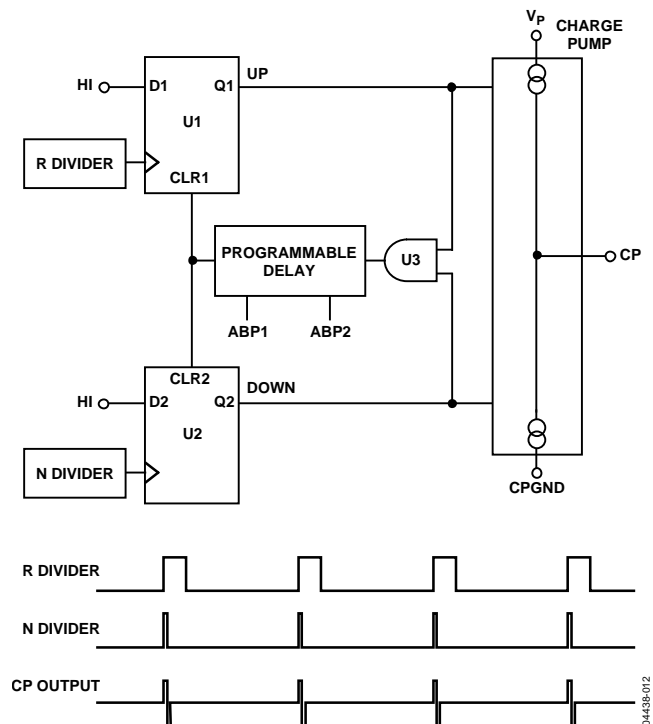 VP
CHARGE
PUMP
UP
HI
D1
Q1
U1
R DIVIDER
CLR1
PROGRAMMABLE
DELAY
U3
CP
ABP1
ABP2
CLR2
DOWN
HI
D2
Q2
U2
N DIVIDER
CPGND
R DIVIDER
N DIVIDER
CP OUTPUT
04438-012